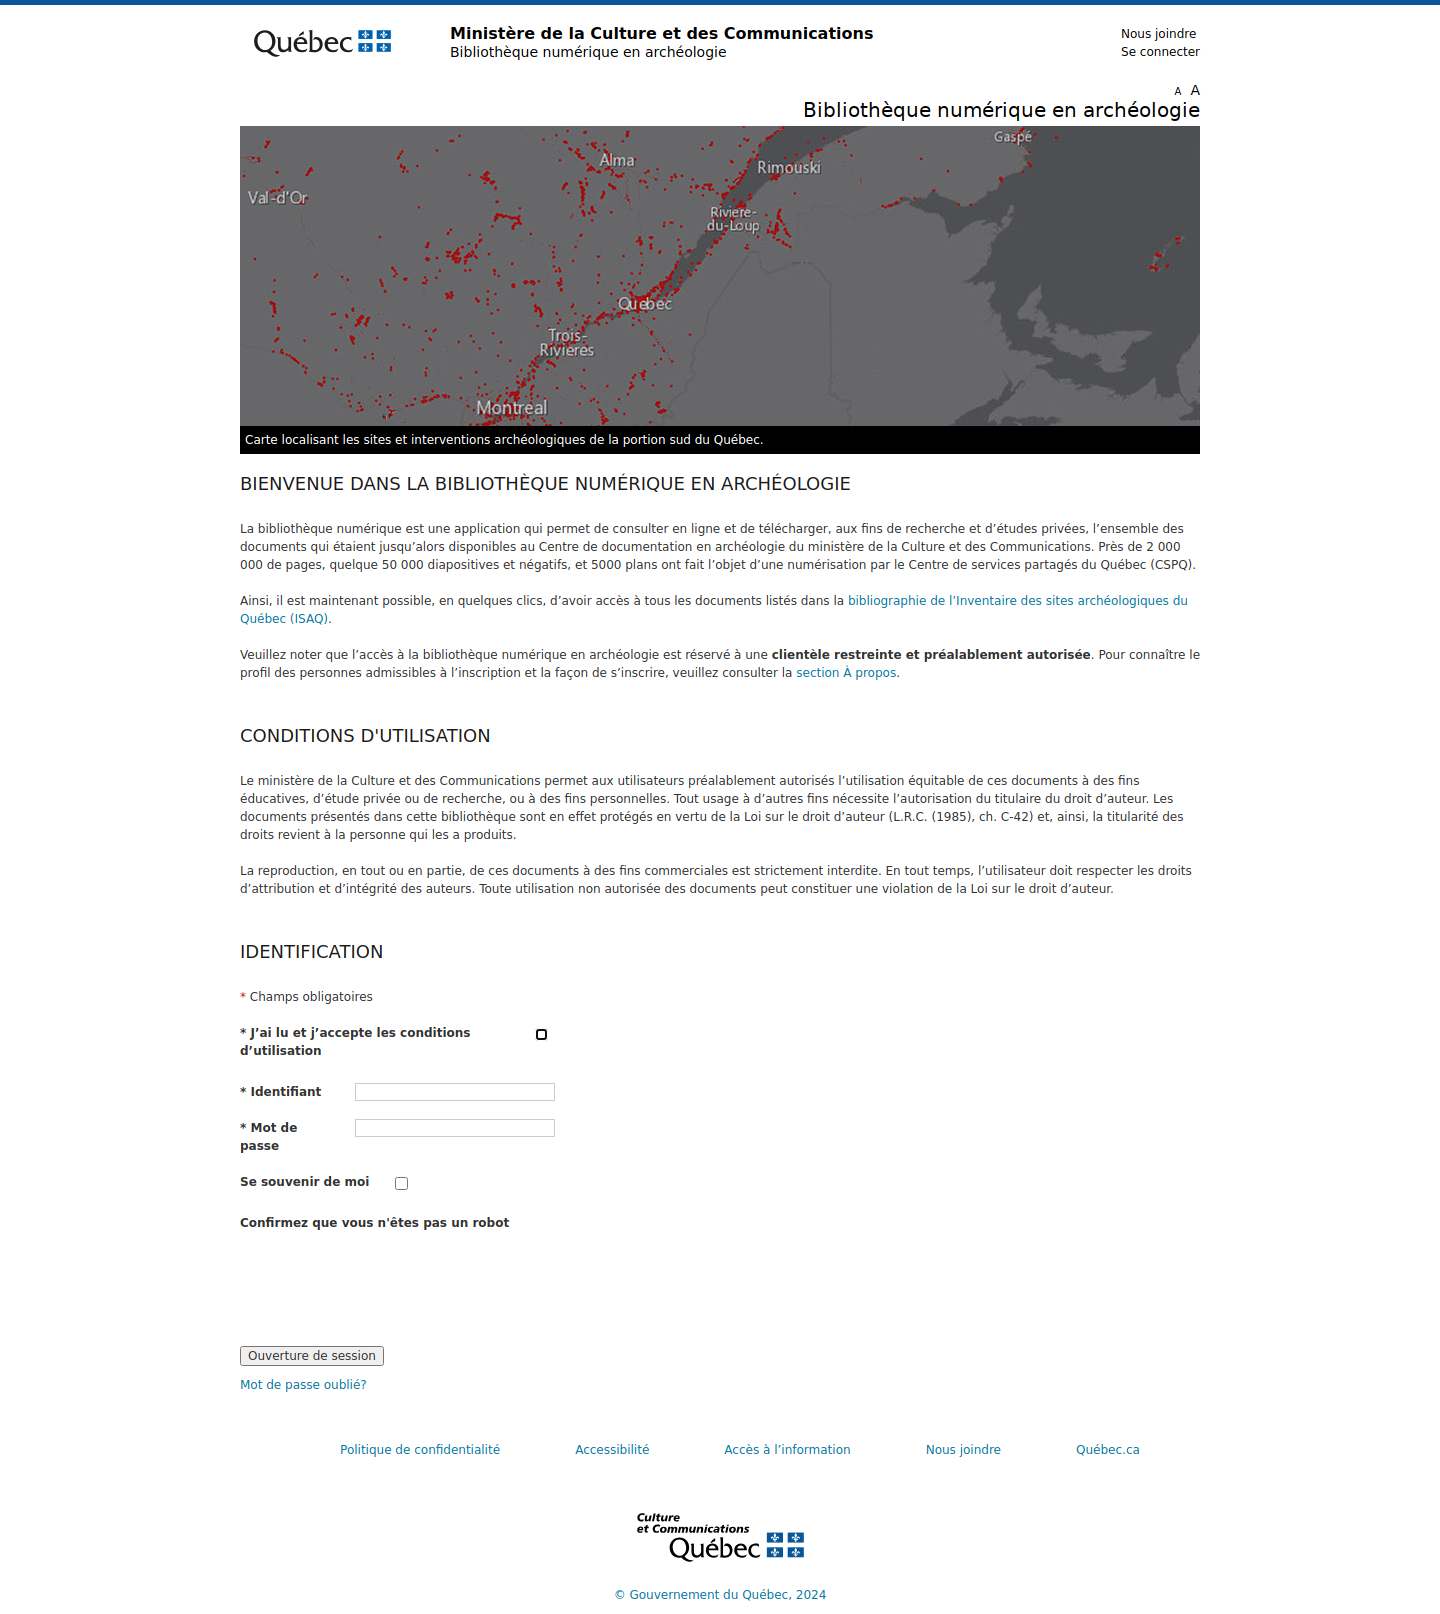 Québec
Ministère de la Culture et des Communications
Bibliothèque numérique en archéologie
Nous joindre
Se connecter
A A
Bibliothèque numérique en archéologie
Gaspé
Alma
Rimouski
Val-d'Or
Riviere-
du-Loup
Quebec
Trois-
Rivieres
Montreal
Carte localisant les sites et interventions archéologiques de la portion sud du Québec.
BIENVENUE DANS LA BIBLIOTHÈQUE NUMÉRIQUE EN ARCHÉOLOGIE
La bibliothèque numérique est une application qui permet de consulter en ligne et de télécharger, aux fins de recherche et d’études privées, l’ensemble des
documents qui étaient jusqu’alors disponibles au Centre de documentation en archéologie du ministère de la Culture et des Communications. Près de 2 000
000 de pages, quelque 50 000 diapositives et négatifs, et 5000 plans ont fait l’objet d’une numérisation par le Centre de services partagés du Québec (CSPQ).
Ainsi, il est maintenant possible, en quelques clics, d’avoir accès à tous les documents listés dans la bibliographie de l’Inventaire des sites archéologiques du
Québec (ISAQ).
Veuillez noter que l’accès à la bibliothèque numérique en archéologie est réservé à une clientèle restreinte et préalablement autorisée. Pour connaître le
profil des personnes admissibles à l’inscription et la façon de s’inscrire, veuillez consulter la section À propos.
CONDITIONS D'UTILISATION
Le ministère de la Culture et des Communications permet aux utilisateurs préalablement autorisés l’utilisation équitable de ces documents à des fins
éducatives, d’étude privée ou de recherche, ou à des fins personnelles. Tout usage à d’autres fins nécessite l’autorisation du titulaire du droit d’auteur. Les
documents présentés dans cette bibliothèque sont en effet protégés en vertu de la Loi sur le droit d’auteur (L.R.C. (1985), ch. C-42) et, ainsi, la titularité des
droits revient à la personne qui les a produits.
La reproduction, en tout ou en partie, de ces documents à des fins commerciales est strictement interdite. En tout temps, l’utilisateur doit respecter les droits
d’attribution et d’intégrité des auteurs. Toute utilisation non autorisée des documents peut constituer une violation de la Loi sur le droit d’auteur.
IDENTIFICATION
* Champs obligatoires
* J’ai lu et j’accepte les conditions
d’utilisation
* Identifiant
* Mot de
passe
Se souvenir de moi
Confirmez que vous n'êtes pas un robot
Ouverture de session
Mot de passe oublié?
Politique de confidentialité Accessibilité Accès à l’information Nous joindre Québec.ca
Culture
et Communications
Québec
© Gouvernement du Québec, 2024